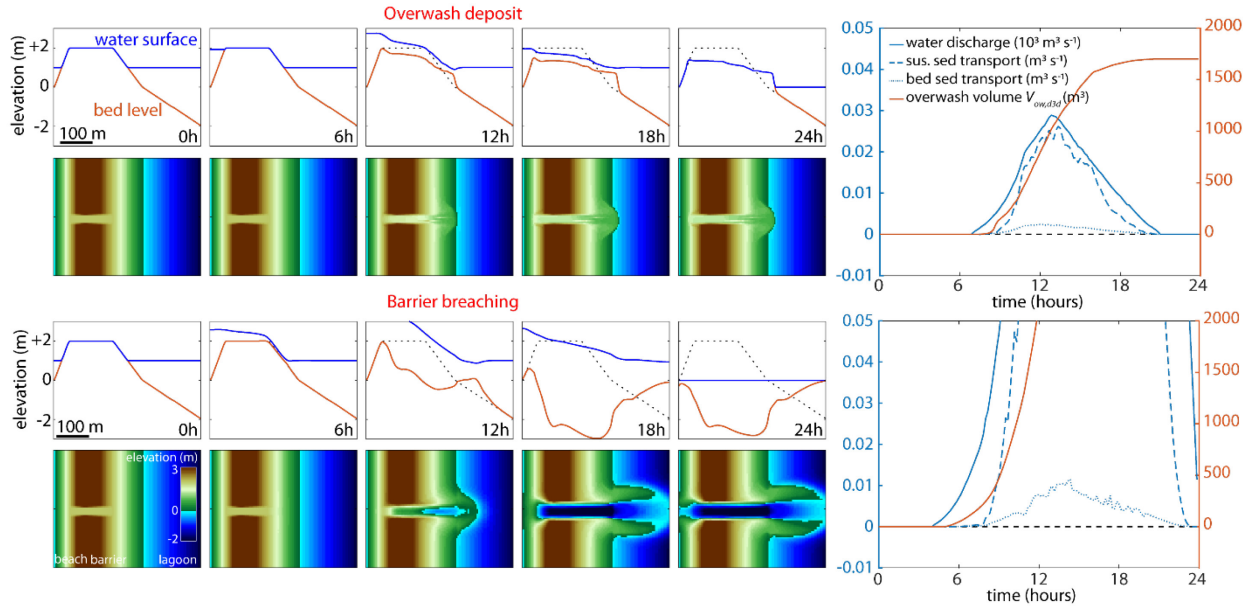 Overwash deposit
elevation (m)
+2
0
-2
water surface
bed level
100 m
0h
6h
12h
18h
24h
0.05
0.04
0.03
0.02
0.01
0
-0.01
water discharge (10³ m³ s⁻¹)
sus. sed transport (m³ s⁻¹)
bed sed transport (m³ s⁻¹)
overwash volume V_ow,d3d (m³)
2000
1500
1000
500
0
0
6
12
18
24
time (hours)
Barrier breaching
elevation (m)
+2
0
-2
100 m
0h
6h
12h
18h
24h
elevation (m)
3
0
-2
beach barrier
lagoon
0.05
0.04
0.03
0.02
0.01
0
-0.01
2000
1500
1000
500
0
0
6
12
18
24
time (hours)